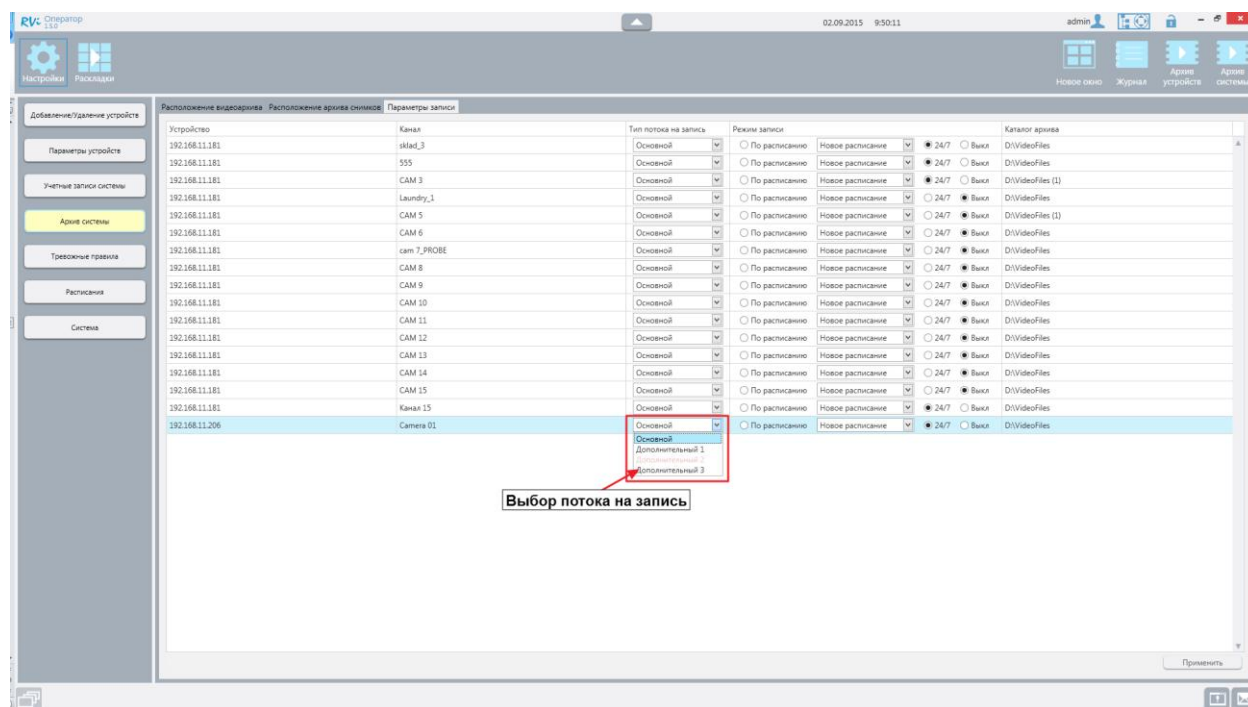 RVi Оператор
1.5.0
02.09.2015 9:50:11
admin
Настройки Раскладки
Новое окно Журнал Архив устройств Архив системы
Добавление/Удаление устройств
Параметры устройств
Учетные записи системы
Архив системы
Тревожные правила
Расписания
Система
Расположение видеоархива Расположение архива снимков Параметры записи
Устройство Канал Тип потока на запись Режим записи Каталог архива
192.168.11.181 sklad_3 Основной По расписанию Новое расписание 24/7 Выкл D:\VideoFiles
192.168.11.181 555 Основной По расписанию Новое расписание 24/7 Выкл D:\VideoFiles
192.168.11.181 CAM 3 Основной По расписанию Новое расписание 24/7 Выкл D:\VideoFiles (1)
192.168.11.181 Laundry_1 Основной По расписанию Новое расписание 24/7 Выкл D:\VideoFiles
192.168.11.181 CAM 5 Основной По расписанию Новое расписание 24/7 Выкл D:\VideoFiles (1)
192.168.11.181 CAM 6 Основной По расписанию Новое расписание 24/7 Выкл D:\VideoFiles
192.168.11.181 cam 7_PROBE Основной По расписанию Новое расписание 24/7 Выкл D:\VideoFiles
192.168.11.181 CAM 8 Основной По расписанию Новое расписание 24/7 Выкл D:\VideoFiles
192.168.11.181 CAM 9 Основной По расписанию Новое расписание 24/7 Выкл D:\VideoFiles
192.168.11.181 CAM 10 Основной По расписанию Новое расписание 24/7 Выкл D:\VideoFiles
192.168.11.181 CAM 11 Основной По расписанию Новое расписание 24/7 Выкл D:\VideoFiles
192.168.11.181 CAM 12 Основной По расписанию Новое расписание 24/7 Выкл D:\VideoFiles
192.168.11.181 CAM 13 Основной По расписанию Новое расписание 24/7 Выкл D:\VideoFiles
192.168.11.181 CAM 14 Основной По расписанию Новое расписание 24/7 Выкл D:\VideoFiles
192.168.11.181 CAM 15 Основной По расписанию Новое расписание 24/7 Выкл D:\VideoFiles
192.168.11.181 Канал 15 Основной По расписанию Новое расписание 24/7 Выкл D:\VideoFiles
192.168.11.206 Camera 01 Основной По расписанию Новое расписание 24/7 Выкл D:\VideoFiles
Основной
Дополнительный 1
Дополнительный 2
Дополнительный 3
Выбор потока на запись
Применить